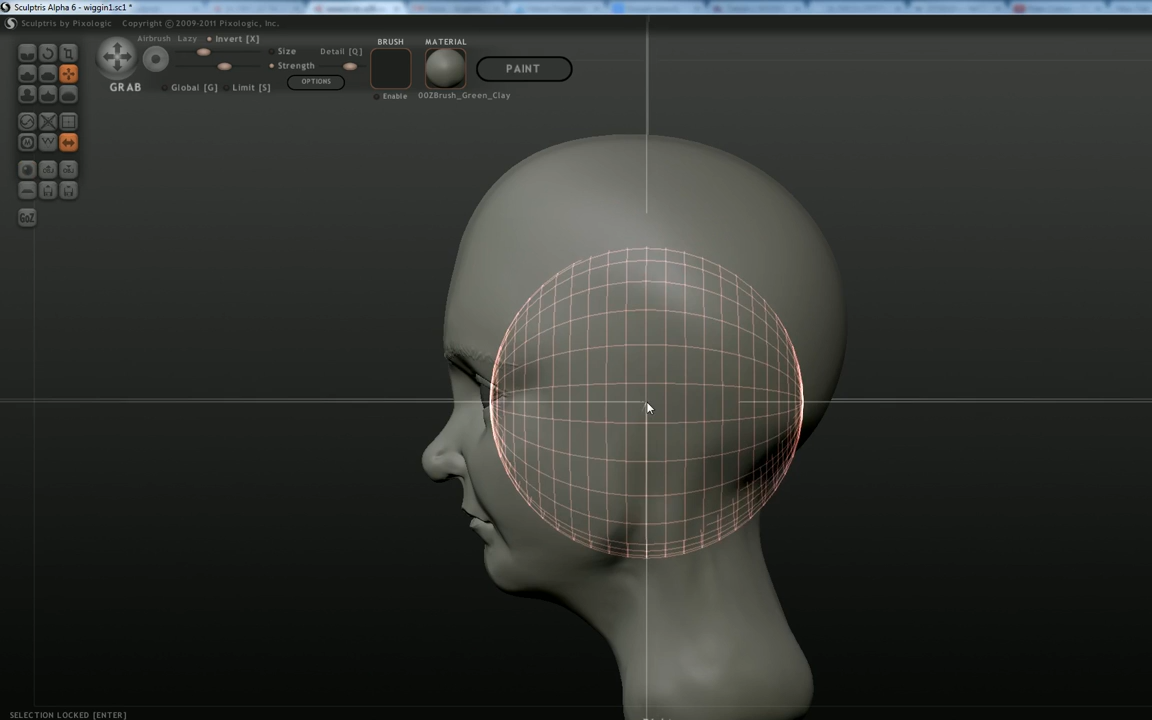 Sculptris Alpha 6 - wiggin1.sc1 *
Sculptris by Pixologic Copyright © 2009-2011 Pixologic, Inc.
Airbrush Lazy Invert [X]
Size Detail [Q]
Strength
OPTIONS
GRAB
Global [G] Limit [S]
BRUSH
Enable
MATERIAL
00ZBrush_Green_Clay
PAINT
GoZ
SELECTION LOCKED [ENTER]